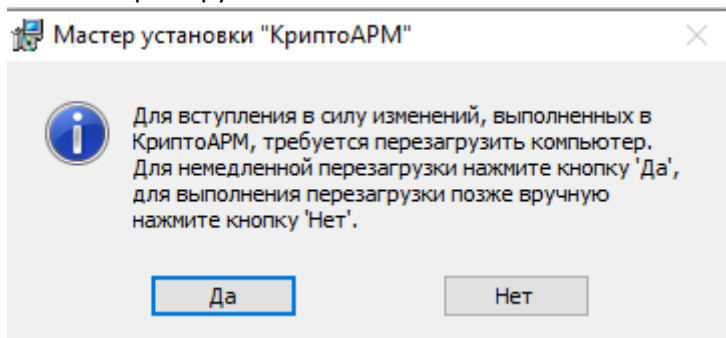 Мастер установки "КриптоАРМ"
Для вступления в силу изменений, выполненных в
КриптоАРМ, требуется перезагрузить компьютер.
Для немедленной перезагрузки нажмите кнопку 'Да',
для выполнения перезагрузки позже вручную
нажмите кнопку 'Нет'.
Да
Нет